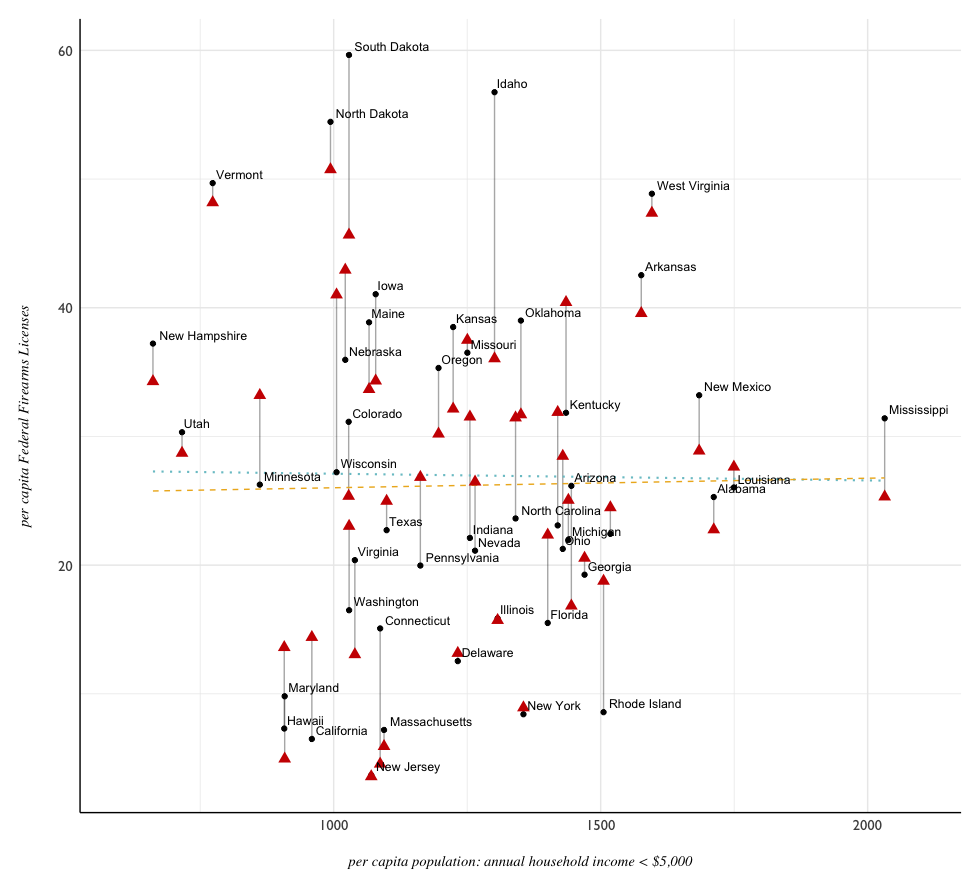 60
South Dakota
Idaho
North Dakota
Vermont
West Virginia
Arkansas
Iowa
40
Maine
Oklahoma
Kansas
New Hampshire
Missouri
Nebraska
Oregon
New Mexico
Kentucky
Mississippi
Colorado
Utah
Wisconsin
Minnesota
Arizona
Louisiana
Alabama
North Carolina
Texas
Indiana
Michigan
Nevada
Ohio
Virginia
Pennsylvania
20
Georgia
Washington
Illinois
Florida
Connecticut
Delaware
Maryland
New York
Rhode Island
Hawaii
Massachusetts
California
New Jersey
1000
1500
2000
per capita population: annual household income < $5,000
per capita Federal Firearms Licenses